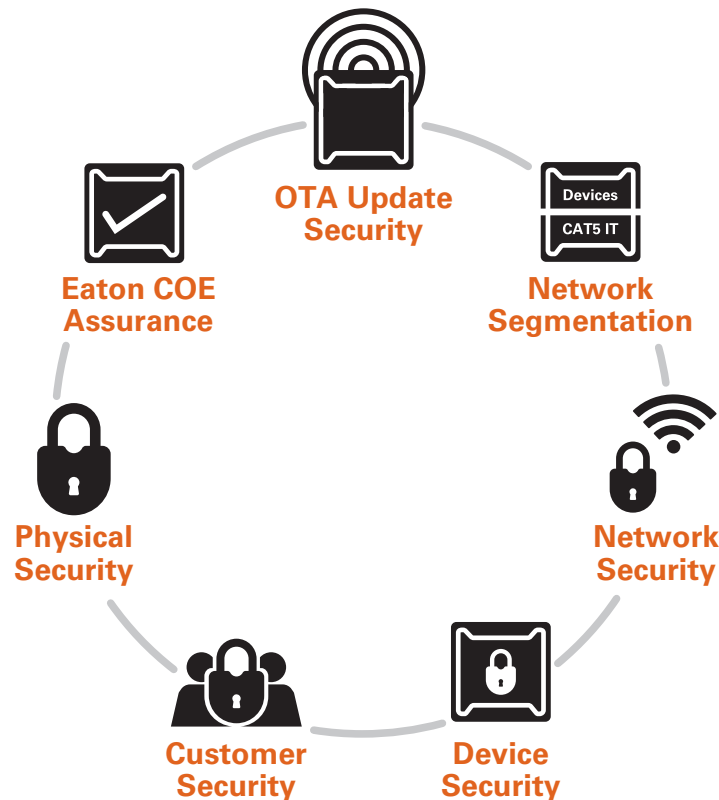 OTA Update
Security
Devices
CAT5 IT
Network
Segmentation
Network
Security
Device
Security
Customer
Security
Physical
Security
Eaton COE
Assurance